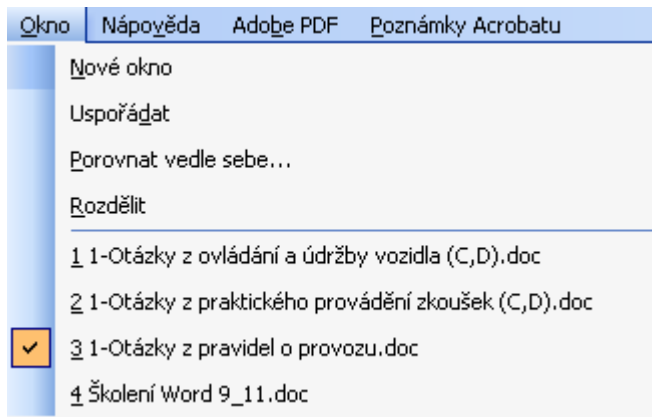 Okno Nápověda Adobe PDF Poznámky Acrobatu
Nové okno
Uspořádat
Porovnat vedle sebe...
Rozdělit
1 1-Otázky z ovládání a údržby vozidla (C,D).doc
2 1-Otázky z praktického provádění zkoušek (C,D).doc
3 1-Otázky z pravidel o provozu.doc
4 Školení Word 9_11.doc